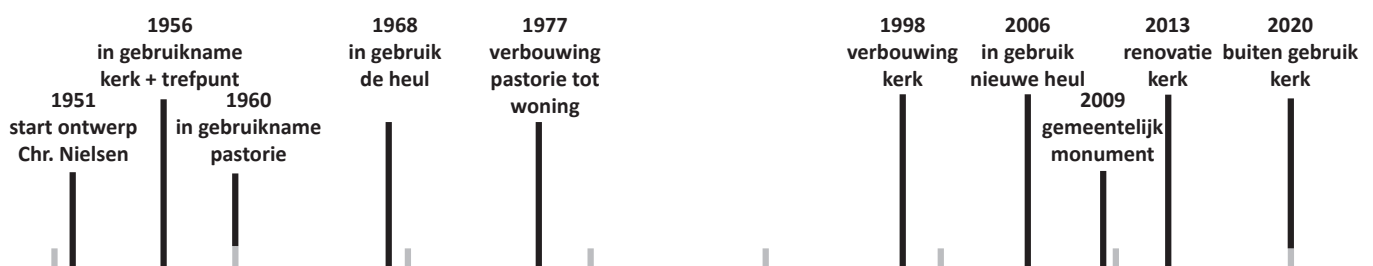 1956
in gebruikname
kerk + trefpunt
1951
start ontwerp
Chr. Nielsen
1960
in gebruikname
pastorie
1968
in gebruik
de heul
1977
verbouwing
pastorie tot
woning
1998
verbouwing
kerk
2006
in gebruik
nieuwe heul
2009
gemeentelijk
monument
2013
renovatie
kerk
2020
buiten gebruik
kerk